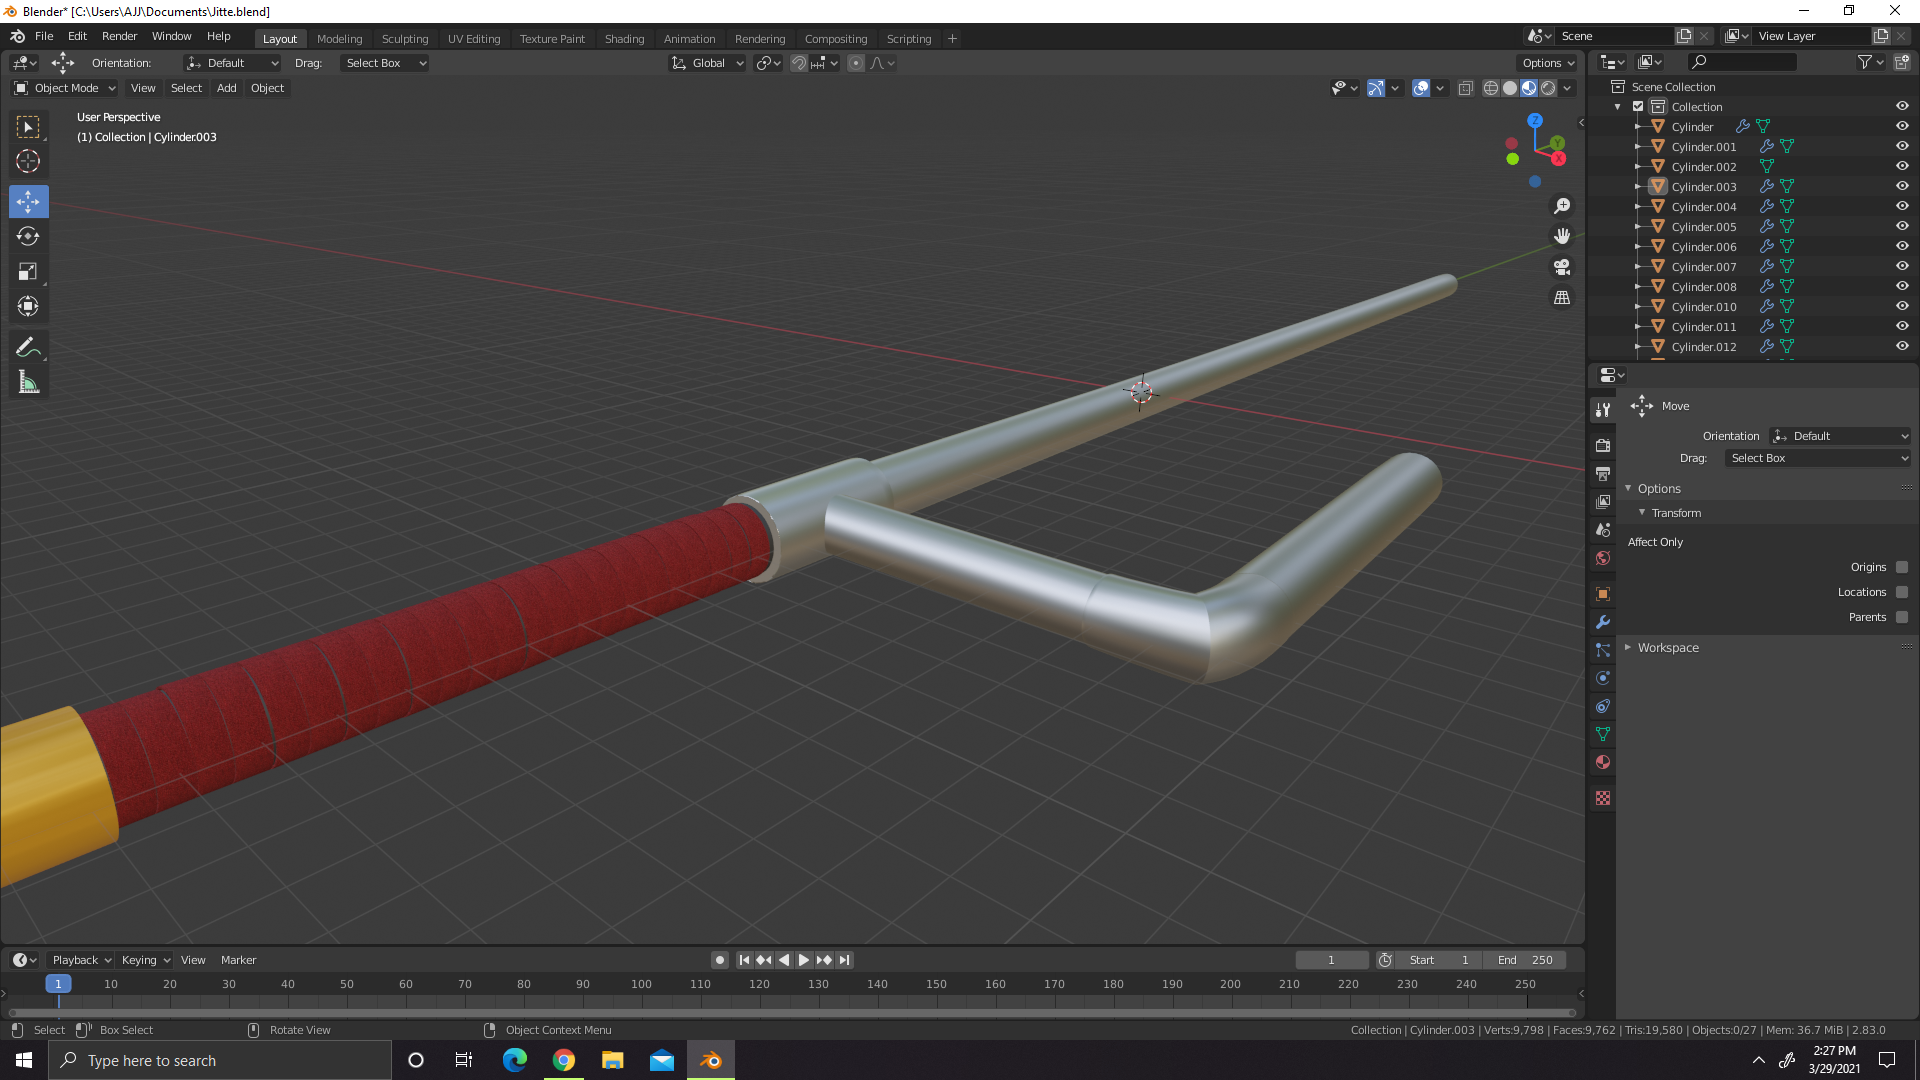 Blender* [C:\Users\AJJ\Documents\Jitte.blend]
File Edit Render Window Help Layout Modeling Sculpting UV Editing Texture Paint Shading Animation Rendering Compositing Scripting + Scene View Layer
Orientation: Default Drag: Select Box Global Options
Object Mode View Select Add Object
User Perspective
(1) Collection | Cylinder.003
Z
Y
X
Scene Collection
Collection
Cylinder
Cylinder.001
Cylinder.002
Cylinder.003
Cylinder.004
Cylinder.005
Cylinder.006
Cylinder.007
Cylinder.008
Cylinder.010
Cylinder.011
Cylinder.012
Move
Orientation Default
Drag: Select Box
Options
Transform
Affect Only
Origins
Locations
Parents
Workspace
Playback Keying View Marker 1 Start 1 End 250
1 10 20 30 40 50 60 70 80 90 100 110 120 130 140 150 160 170 180 190 200 210 220 230 240 250
Select Box Select Rotate View Object Context Menu Collection | Cylinder.003 | Verts:9,798 | Faces:9,762 | Tris:19,580 | Objects:0/27 | Mem: 36.7 MiB | 2.83.0
Type here to search
2:27 PM
3/29/2021